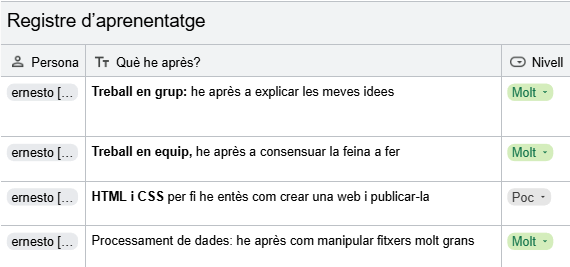 Registre d'aprenentatge
Persona Què he après? Nivell
ernesto [... Treball en grup: he après a explicar les meves idees Molt
ernesto [... Treball en equip, he après a consensuar la feina a fer Molt
ernesto [... HTML i CSS per fi he entès com crear una web i publicar-la Poc
ernesto [... Processament de dades: he après com manipular fitxers molt grans Molt